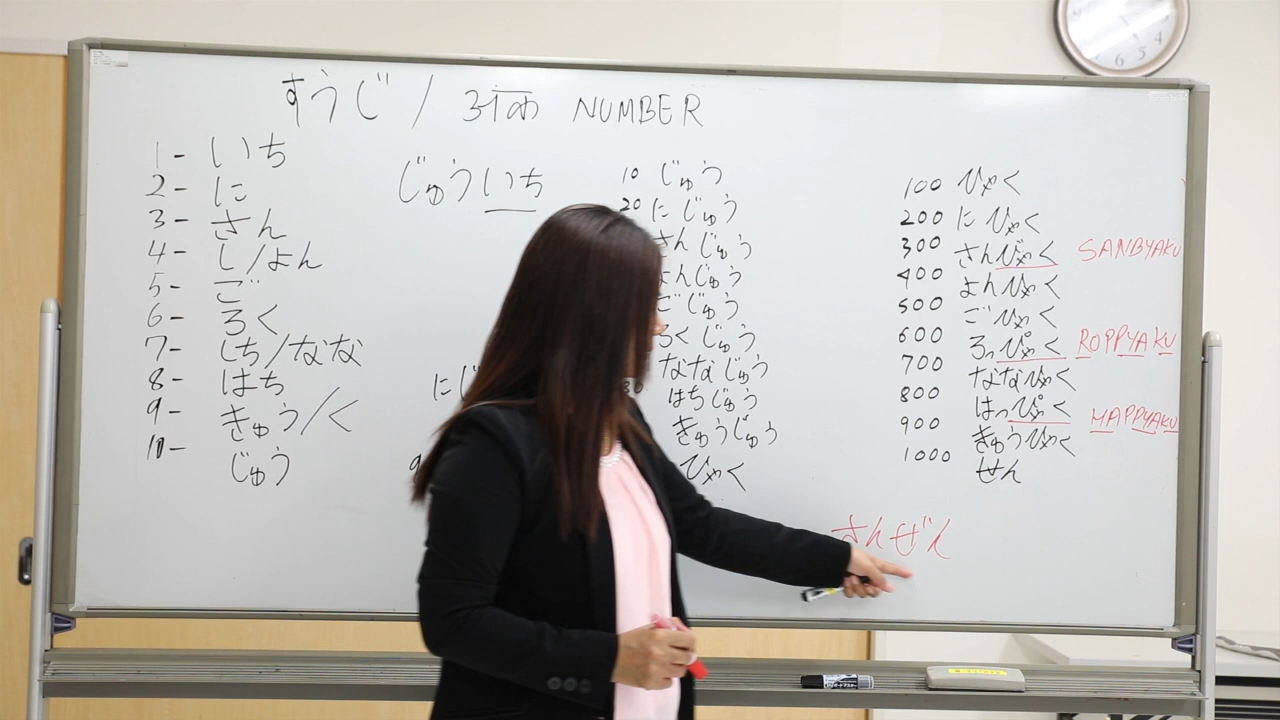 すうじ / NUMBER
1- いち
2- に
3- さん
4- し/よん
5- ご
6- ろく
7- しち/なな
8- はち
9- きゅう/く
10- じゅう
じゅういち
にじ
10 じゅう
20 にじゅう
さんじゅう
よんじゅう
ごじゅう
ろくじゅう
ななじゅう
はちじゅう
きゅうじゅう
ひゃく
100 ひゃく
200 にひゃく
300 さんびゃく SANBYAKU
400 よんひゃく
500 ごひゃく
600 ろっぴゃく ROPPYAKU
700 ななひゃく
800 はっぴゃく HAPPYAKU
900 きゅうひゃく
1000 せん
さんぜん